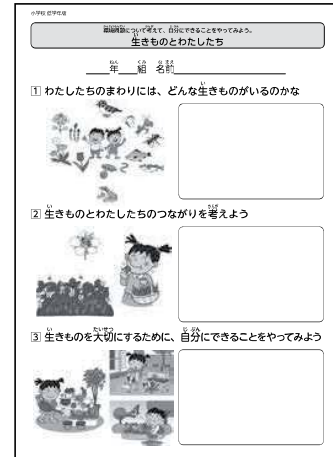 小学校 低学年版
環境問題について考えて、自分にできることをやってみよう。
生きものとわたしたち
年 組 名前
1 わたしたちのまわりには、どんな生きものがいるのかな
2 生きものとわたしたちのつながりを考えよう
3 生きものを大切にするために、自分にできることをやってみよう